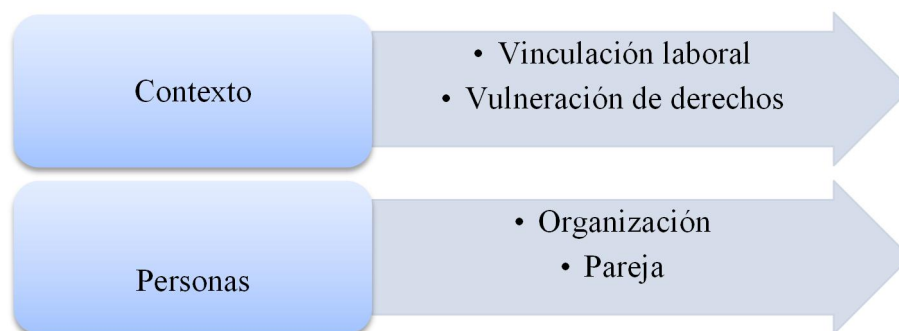 Contexto
• Vinculación laboral
• Vulneración de derechos
Personas
• Organización
• Pareja